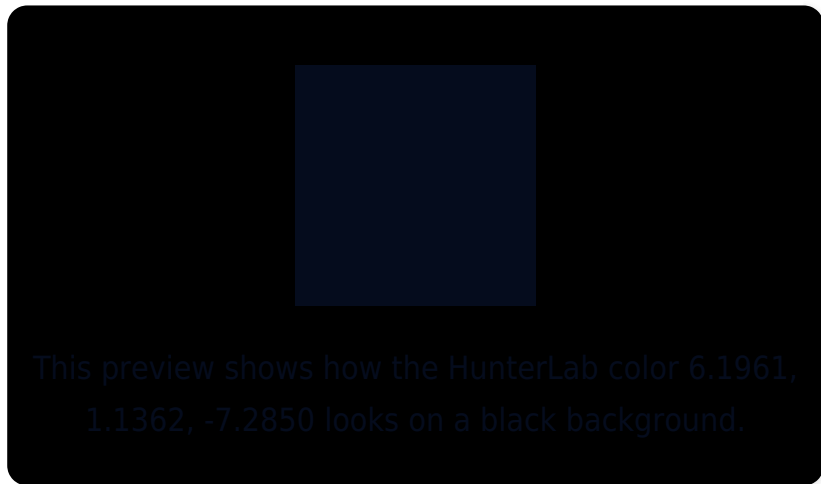 This preview shows how the HunterLab color 6.1961,
1.1362, -7.2850 looks on a black background.